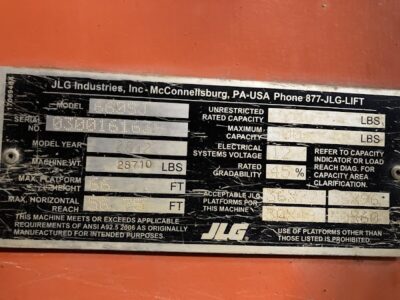 JLG Industries, Inc - McConnellsburg, PA-USA Phone 877-JLG-LIFT
MODEL
SERIAL NO.
MODEL YEAR
MACHINE WT. 28710 LBS
MAX. PLATFORM HEIGHT 66 FT
MAX. HORIZONTAL REACH FT
THIS MACHINE MEETS OR EXCEEDS APPLICABLE
REQUIREMENTS OF ANSI A92.5 2006 AS ORIGINALLY
MANUFACTURED FOR INTENDED PURPOSES.
UNRESTRICTED RATED CAPACITY LBS
MAXIMUM CAPACITY LBS
ELECTRICAL SYSTEMS VOLTAGE
RATED GRADABILITY 45%
REFER TO CAPACITY
INDICATOR OR LOAD
REACH DIAG. FOR
CAPACITY AREA
CLARIFICATION.
ACCEPTABLE JLG
PLATFORMS FOR
THIS MACHINE
JLG
USE OF PLATFORMS OTHER THAN
THOSE LISTED IS PROHIBITED